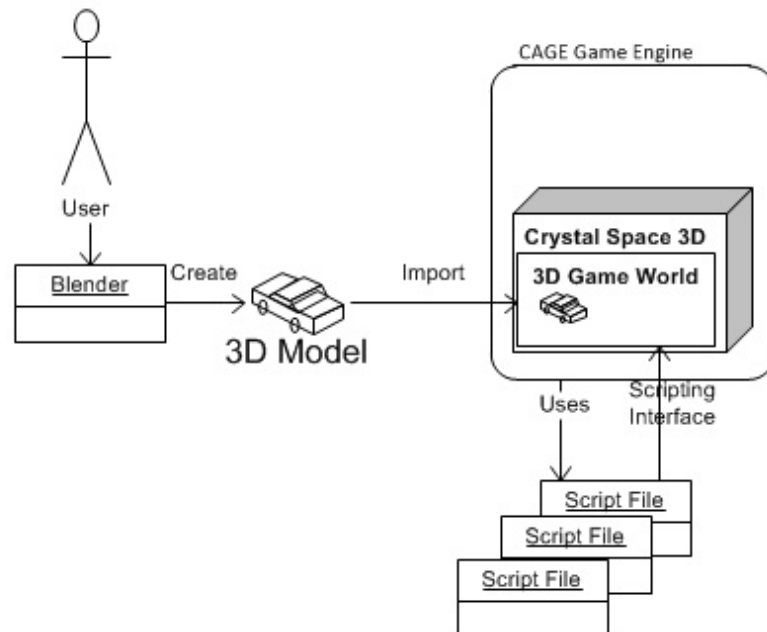 CAGE Game Engine
User
Crystal Space 3D
Blender
Create
Import
3D Game World
3D Model
Uses
Scripting
Interface
Script File
Script File
Script File